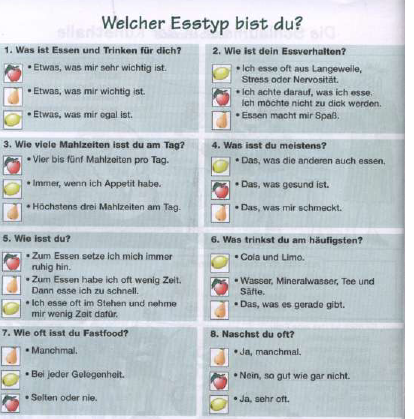 Welcher Esstyp bist du?
1. Was ist Essen und Trinken für dich?
• Etwas, was mir sehr wichtig ist.
• Etwas, was mir wichtig ist.
• Etwas, was mir egal ist.
2. Wie ist dein Essverhalten?
• Ich esse oft aus Langeweile,
Stress oder Nervosität.
• Ich achte darauf, was ich esse.
Ich möchte nicht zu dick werden.
• Essen macht mir Spaß.
3. Wie viele Mahlzeiten isst du am Tag?
• Vier bis fünf Mahlzeiten pro Tag.
• Immer, wenn ich Appetit habe.
• Höchstens drei Mahlzeiten am Tag.
4. Was isst du meistens?
• Das, was die anderen auch essen.
• Das, was gesund ist.
• Das, was mir schmeckt.
5. Wie isst du?
• Zum Essen setze ich mich immer
ruhig hin.
• Zum Essen habe ich oft wenig Zeit.
Dann esse ich zu schnell.
• Ich esse oft im Stehen und nehme
mir wenig Zeit dafür.
6. Was trinkst du am häufigsten?
• Cola und Limo.
• Wasser, Mineralwasser, Tee und
Säfte.
• Das, was es gerade gibt.
7. Wie oft isst du Fastfood?
• Manchmal.
• Bei jeder Gelegenheit.
• Selten oder nie.
8. Naschst du oft?
• Ja, manchmal.
• Nein, so gut wie gar nicht.
• Ja, sehr oft.